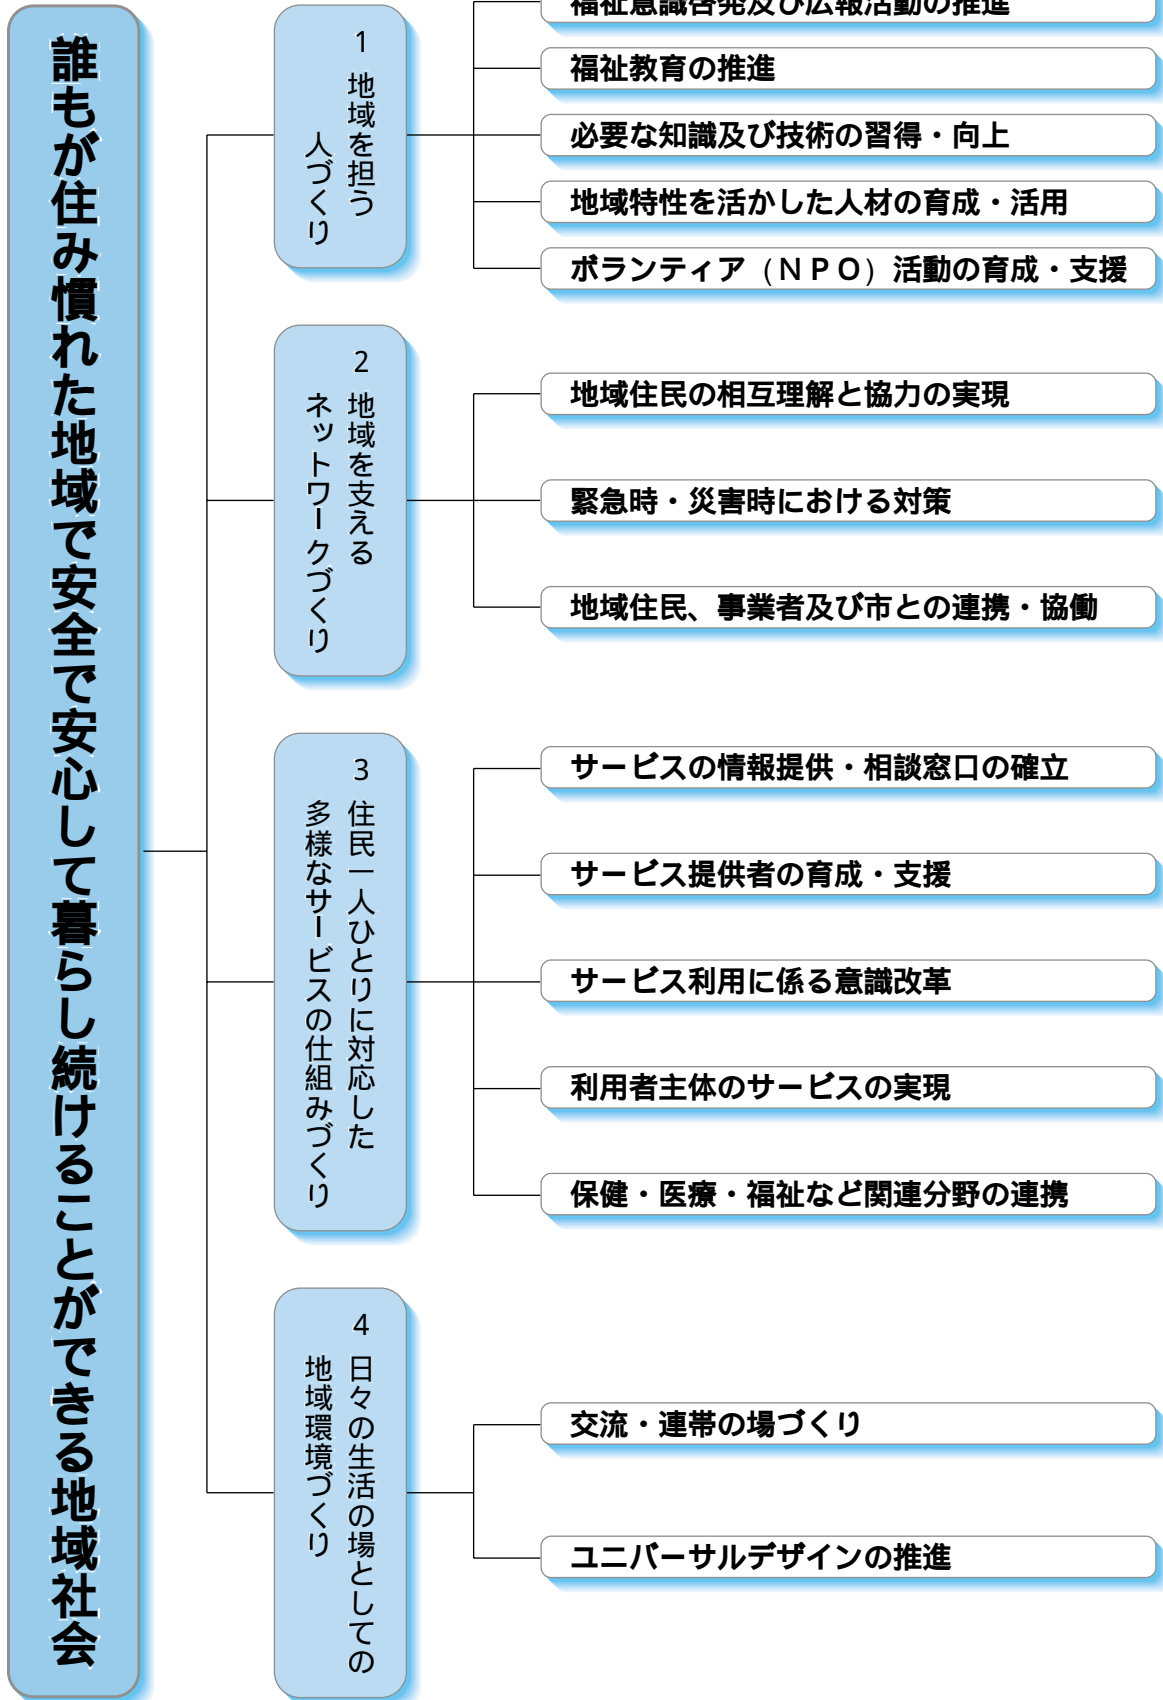 誰もが住み慣れた地域で安全で安心して暮らし続けることができる地域社会
1 地域を担う
人づくり
福祉意識啓発及び広報活動の推進
福祉教育の推進
必要な知識及び技術の習得・向上
地域特性を活かした人材の育成・活用
ボランティア（ＮＰＯ）活動の育成・支援
2 地域を支える
ネットワークづくり
地域住民の相互理解と協力の実現
緊急時・災害時における対策
地域住民、事業者及び市との連携・協働
3 住民一人ひとりに対応した
多様なサービスの仕組みづくり
サービスの情報提供・相談窓口の確立
サービス提供者の育成・支援
サービス利用に係る意識改革
利用者主体のサービスの実現
保健・医療・福祉など関連分野の連携
4 日々の生活の場としての
地域環境づくり
交流・連帯の場づくり
ユニバーサルデザインの推進